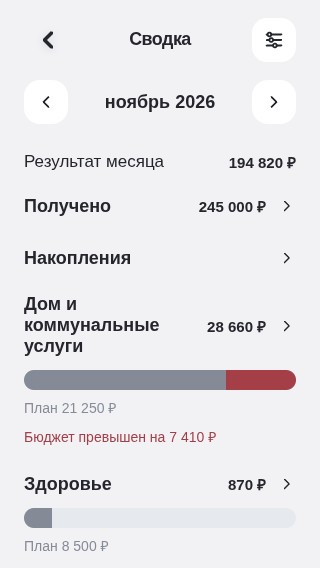 Сводка
ноябрь 2026
Результат месяца 194 820 ₽
Получено 245 000 ₽
Накопления
Дом и
коммунальные
услуги
28 660 ₽
План 21 250 ₽
Бюджет превышен на 7 410 ₽
Здоровье 870 ₽
План 8 500 ₽